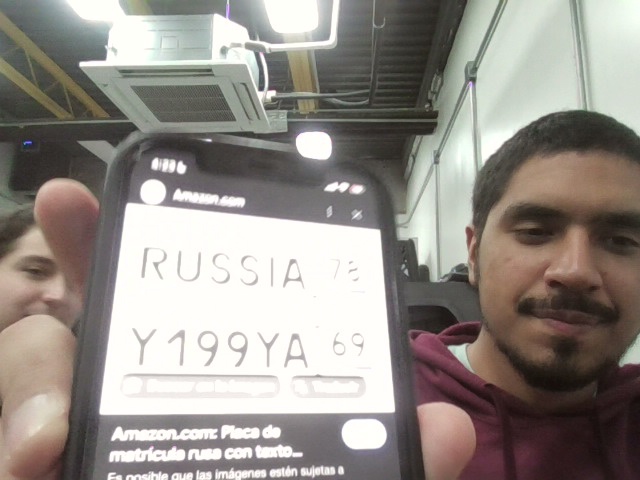 Amazon.com
RUSSIA 78
Y199YA 69
Amazon.com: Placa de
matrícula rusa con texto...
Es posible que las imágenes estén sujetas a